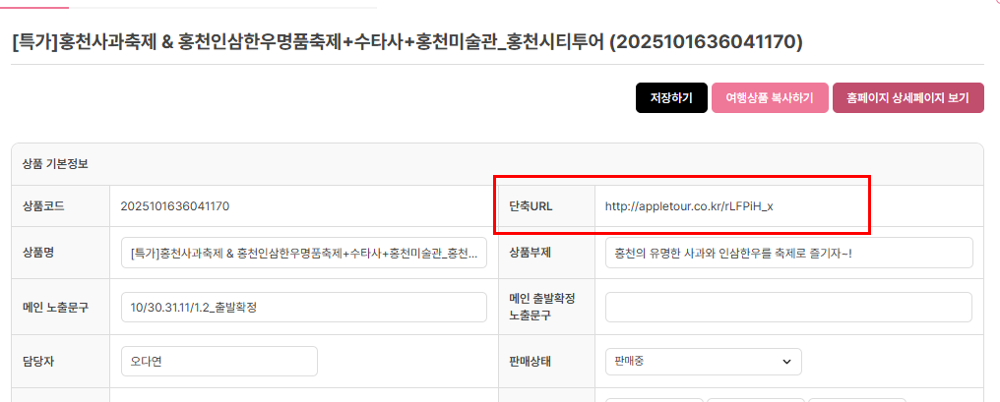 [특가]홍천사과축제 & 홍천인삼한우명품축제+수타사+홍천미술관_홍천시티투어 (2025101636041170)
저장하기 여행상품 복사하기 홈페이지 상세페이지 보기
상품 기본정보
상품코드 2025101636041170 단축URL http://appletour.co.kr/rLFPiH_x
상품명 [특가]홍천사과축제 & 홍천인삼한우명품축제+수타사+홍천미술관_홍천... 상품부제 홍천의 유명한 사과와 인삼한우를 축제로 즐기자~!
메인 노출문구 10/30.31.11/1.2_출발확정 메인 출발확정
노출문구
담당자 오다연 판매상태 판매중